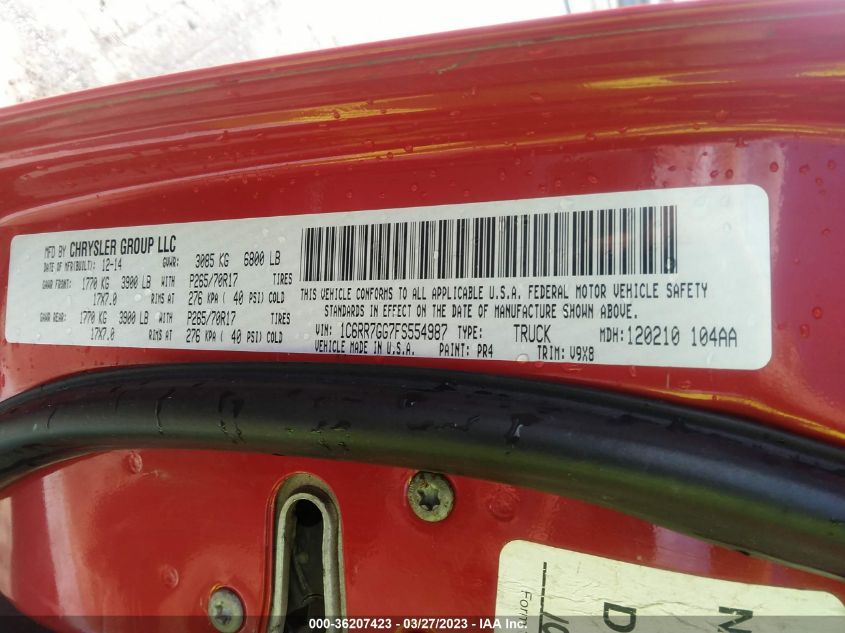 MFD BY CHRYSLER GROUP LLC
DATE OF MFR(BUILT): 12-14 GVWR: 3085 KG 6800 LB
GAWR FRONT: 1770 KG 3900 LB WITH P265/70R17 TIRES
17X7.0 RIMS AT 276 KPA ( 40 PSI) COLD
GAWR REAR: 1770 KG 3900 LB WITH P265/70R17 TIRES
17X7.0 RIMS AT 276 KPA ( 40 PSI) COLD
THIS VEHICLE CONFORMS TO ALL APPLICABLE U.S.A. FEDERAL MOTOR VEHICLE SAFETY
STANDARDS IN EFFECT ON THE DATE OF MANUFACTURE SHOWN ABOVE.
VIN: 1C6RR7GG7FS554987 TYPE: TRUCK MDH: 120210 104AA
VEHICLE MADE IN U.S.A. PAINT: PR4 TRIM: V9X8
Form
D
000-36207423 - 03/27/2023 - IAA Inc.